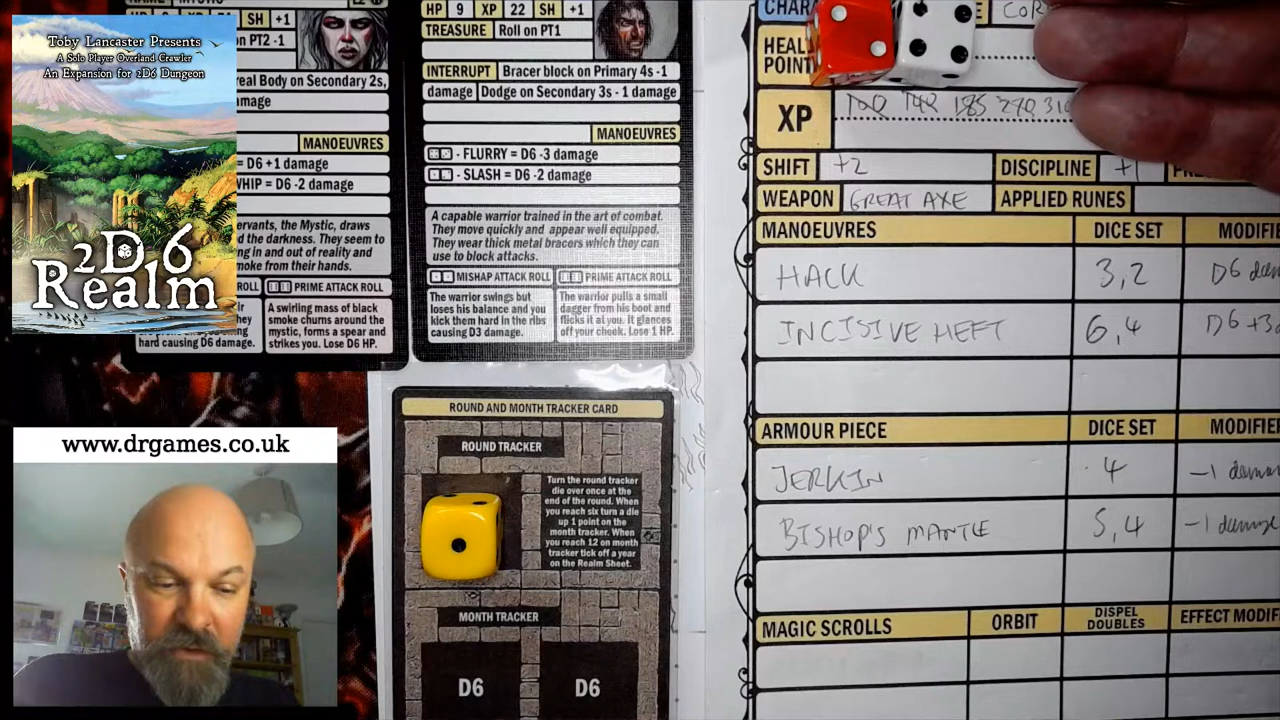 Toby Lancaster Presents
A Solo Player Overland Crawler
An Expansion for 2D6 Dungeon
2D6
Realm
www.drgames.co.uk
SH +1
on PT2 -1
real Body on Secondary 2s,
MANOEUVRES
= D6 +1 damage
WHIP = D6 -2 damage
ervants, the Mystic, draws
d the darkness. They seem to
ng in and out of reality and
moke from their hands.
ROLL PRIME ATTACK ROLL
hard causing D6 damage.
A swirling mass of black
smoke churns around the
mystic, forms a spear and
strikes you. Lose D6 HP.
HP 9 XP 22 SH +1
TREASURE Roll on PT1
INTERRUPT Bracer block on Primary 4s -1
damage Dodge on Secondary 3s - 1 damage
MANOEUVRES
- FLURRY = D6 -3 damage
- SLASH = D6 -2 damage
A capable warrior trained in the art of combat.
They move quickly and appear well equipped.
They wear thick metal bracers which they can
use to block attacks.
MISHAP ATTACK ROLL PRIME ATTACK ROLL
The warrior swings but
loses his balance and you
kick them hard in the ribs
causing D3 damage.
The warrior pulls a small
dagger from his boot and
flicks it at you. It glances
off your cheek. Lose 1 HP.
ROUND AND MONTH TRACKER CARD
ROUND TRACKER
Turn the round tracker
die over once at the
end of the round. When
you reach six turn a die
up 1 point on the
month tracker. When
you reach 12 on month
tracker tick off a year
on the Realm Sheet.
MONTH TRACKER
D6 D6
XP
SHIFT +2 DISCIPLINE +1
WEAPON GREAT AXE APPLIED RUNES
MANOEUVRES DICE SET MODIFIE
HACK 3,2 D6 dam
INCISIVE HEFT 6,4 D6 +3
ARMOUR PIECE DICE SET MODIFIE
JERKIN 4 -1 damag
BISHOP'S MANTLE 5,4 -1 damage
MAGIC SCROLLS ORBIT DISPEL DOUBLES EFFECT MODIF